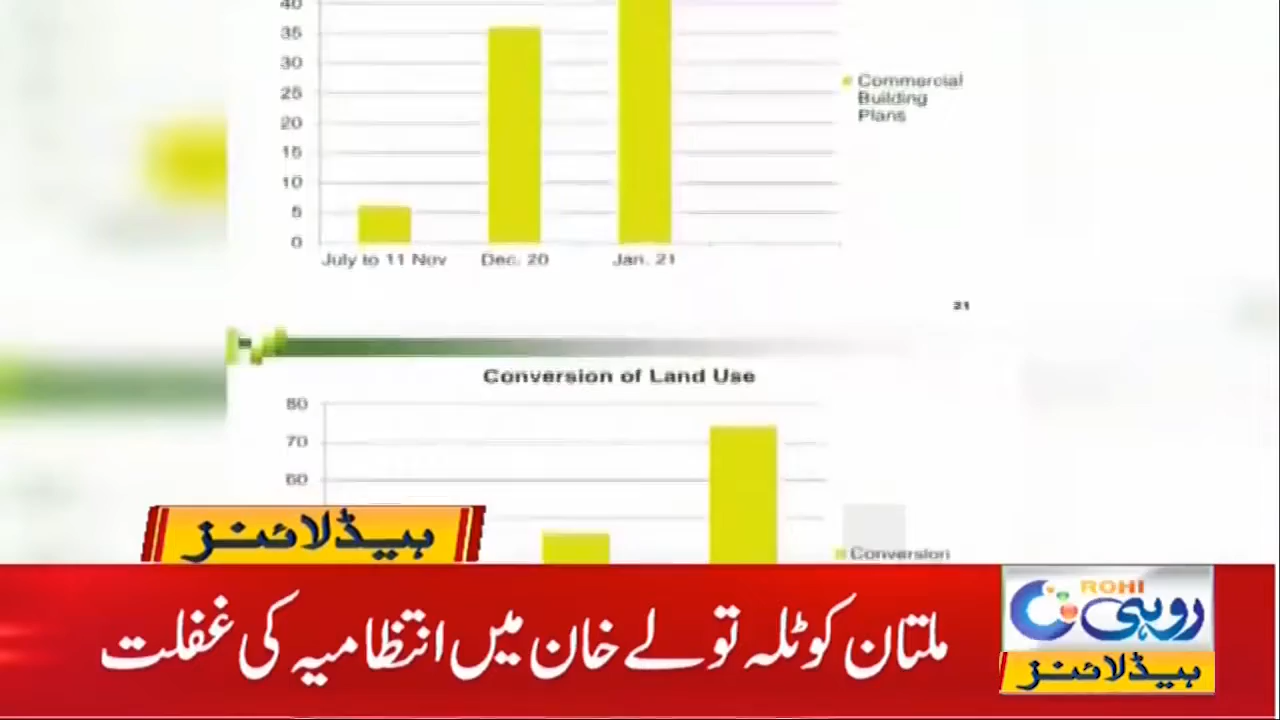 40
35
30
25
20
15
10
5
0
July to 11 Nov Dec. 20 Jan. 21
Commercial
Building
Plans
21
Conversion of Land Use
80
70
60
Conversion
ہیڈلائنز
ملتان کوٹلہ تولے خان میں انتظامیہ کی غفلت
ROHI
روہی
ہیڈلائنز